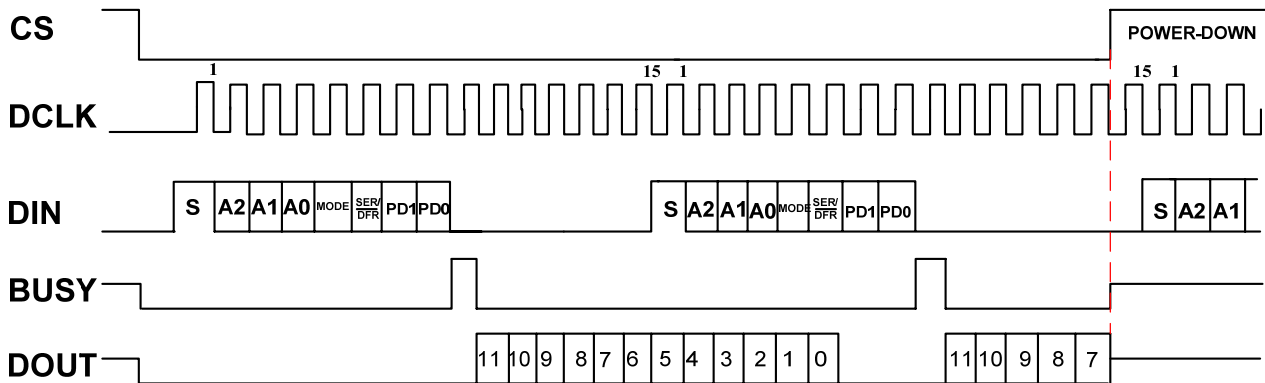 CS
POWER-DOWN
1 15 1 15 1
DCLK
DIN
S A2 A1 A0 MODE SER/DFR PD1 PD0 S A2 A1 A0 MODE SER/DFR PD1 PD0 S A2 A1
BUSY
DOUT
11 10 9 8 7 6 5 4 3 2 1 0 11 10 9 8 7